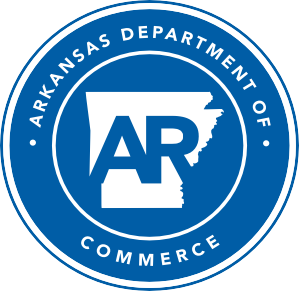 • ARKANSAS DEPARTMENT OF •
AR
COMMERCE